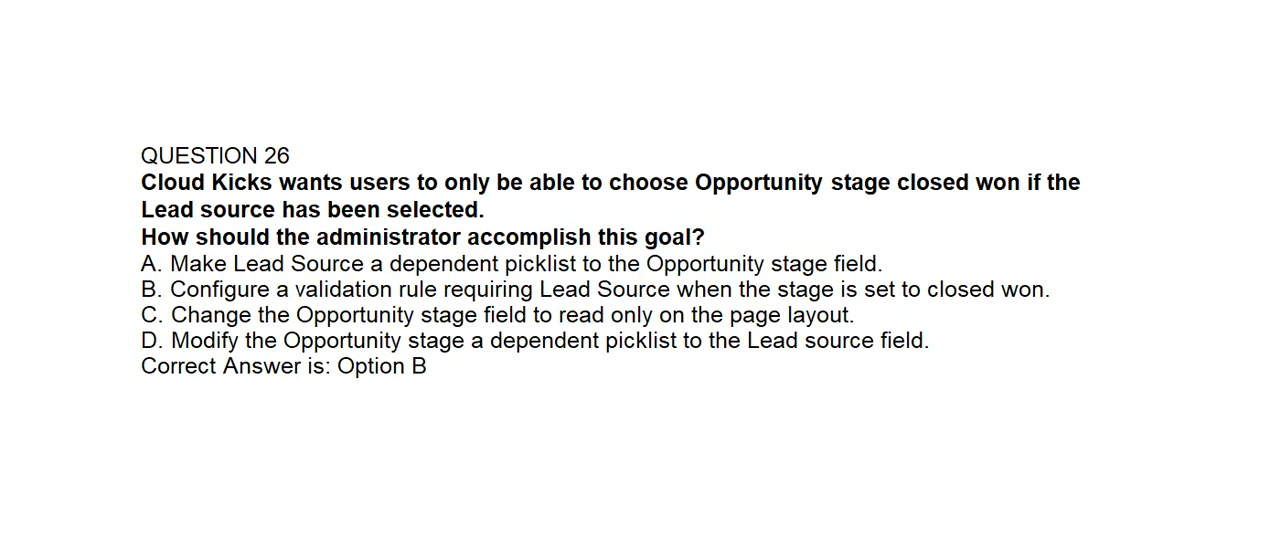 QUESTION 26
Cloud Kicks wants users to only be able to choose Opportunity stage closed won if the
Lead source has been selected.
How should the administrator accomplish this goal?
A. Make Lead Source a dependent picklist to the Opportunity stage field.
B. Configure a validation rule requiring Lead Source when the stage is set to closed won.
C. Change the Opportunity stage field to read only on the page layout.
D. Modify the Opportunity stage a dependent picklist to the Lead source field.
Correct Answer is: Option B